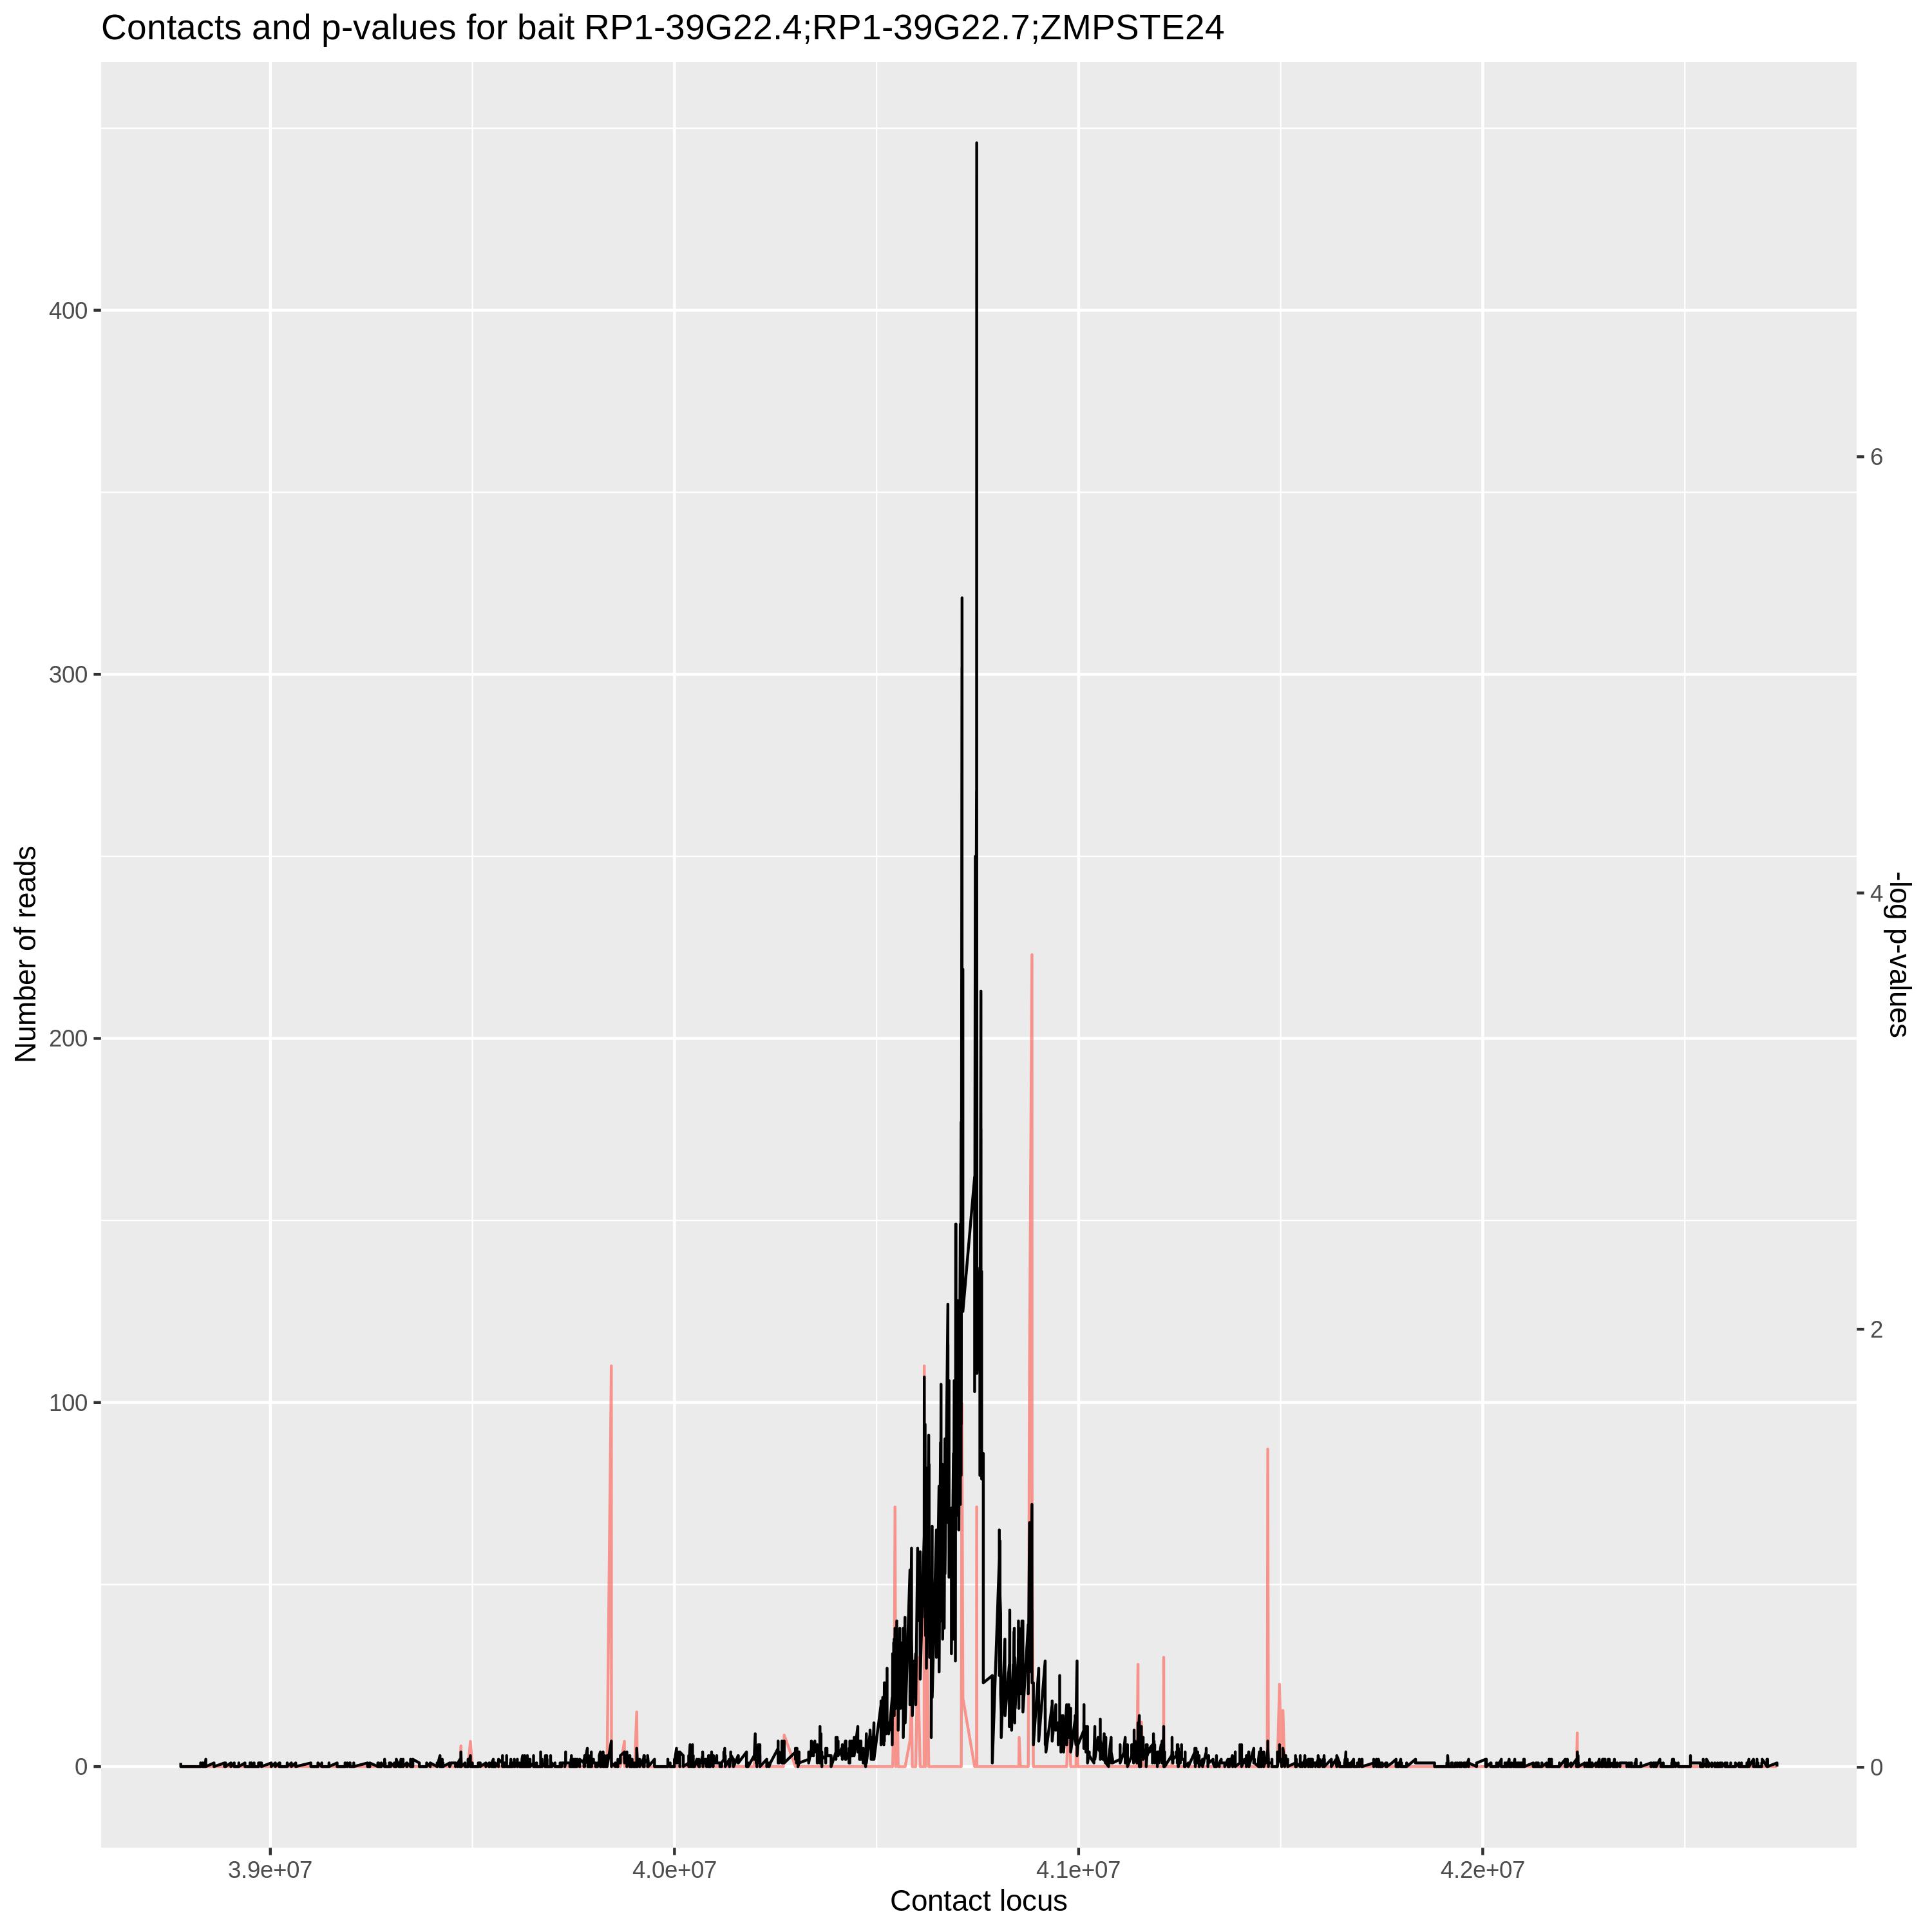 Contacts and p-values for bait RP1-39G22.4;RP1-39G22.7;ZMPSTE24
400
300
200
100
0
Number of reads
6
4
2
0
-log p-values
3.9e+07
4.0e+07
4.1e+07
4.2e+07
Contact locus